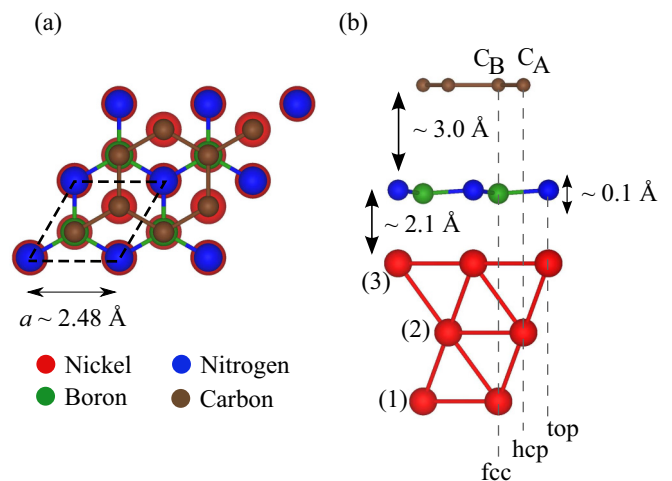 (a)
a ~ 2.48 Å
Nickel
Nitrogen
Boron
Carbon
(b)
C_B C_A
~ 3.0 Å
~ 0.1 Å
~ 2.1 Å
(3)
(2)
(1)
top
hcp
fcc